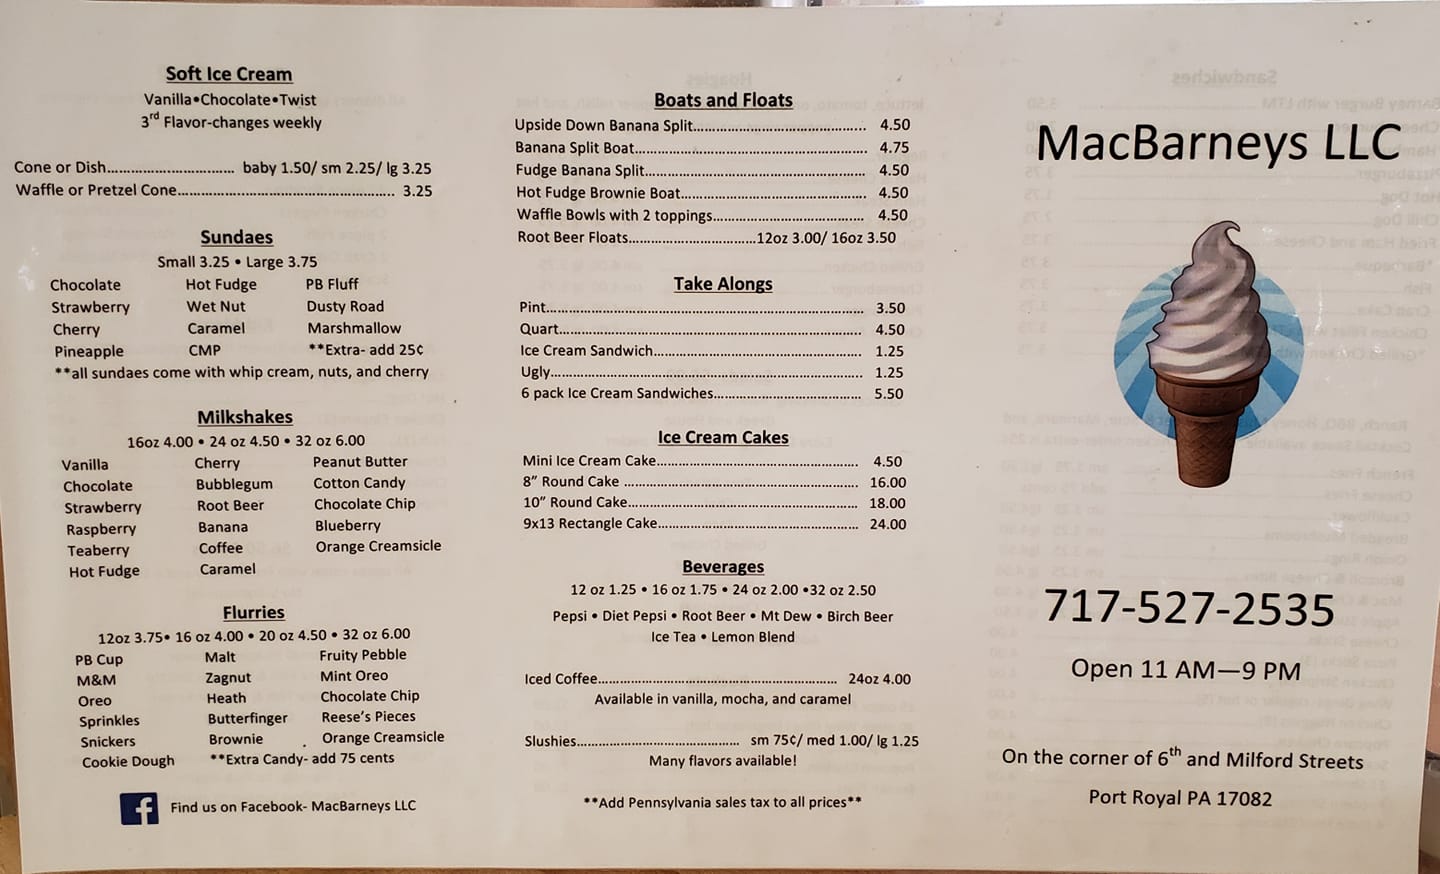 Soft Ice Cream
Vanilla•Chocolate•Twist
3rd Flavor-changes weekly
Cone or Dish................................ baby 1.50/ sm 2.25/ lg 3.25
Waffle or Pretzel Cone...................................................... 3.25
Sundaes
Small 3.25 • Large 3.75
Chocolate Hot Fudge PB Fluff
Strawberry Wet Nut Dusty Road
Cherry Caramel Marshmallow
Pineapple CMP **Extra- add 25¢
**all sundaes come with whip cream, nuts, and cherry
Milkshakes
16oz 4.00 • 24 oz 4.50 • 32 oz 6.00
Vanilla Cherry Peanut Butter
Chocolate Bubblegum Cotton Candy
Strawberry Root Beer Chocolate Chip
Raspberry Banana Blueberry
Teaberry Coffee Orange Creamsicle
Hot Fudge Caramel
Flurries
12oz 3.75• 16 oz 4.00 • 20 oz 4.50 • 32 oz 6.00
PB Cup Malt Fruity Pebble
M&M Zagnut Mint Oreo
Oreo Heath Chocolate Chip
Sprinkles Butterfinger Reese's Pieces
Snickers Brownie Orange Creamsicle
Cookie Dough **Extra Candy- add 75 cents
f Find us on Facebook- MacBarneys LLC
Boats and Floats
Upside Down Banana Split........................................... 4.50
Banana Split Boat.......................................................... 4.75
Fudge Banana Split....................................................... 4.50
Hot Fudge Brownie Boat.............................................. 4.50
Waffle Bowls with 2 toppings...................................... 4.50
Root Beer Floats................................12oz 3.00/ 16oz 3.50
Take Alongs
Pint............................................................................... 3.50
Quart............................................................................ 4.50
Ice Cream Sandwich.................................................... 1.25
Ugly.............................................................................. 1.25
6 pack Ice Cream Sandwiches..................................... 5.50
Ice Cream Cakes
Mini Ice Cream Cake.................................................. 4.50
8" Round Cake ........................................................... 16.00
10" Round Cake.......................................................... 18.00
9x13 Rectangle Cake.................................................. 24.00
Beverages
12 oz 1.25 • 16 oz 1.75 • 24 oz 2.00 •32 oz 2.50
Pepsi • Diet Pepsi • Root Beer • Mt Dew • Birch Beer
Ice Tea • Lemon Blend
Iced Coffee............................................................ 24oz 4.00
Available in vanilla, mocha, and caramel
Slushies......................................... sm 75¢/ med 1.00/ lg 1.25
Many flavors available!
**Add Pennsylvania sales tax to all prices**
MacBarneys LLC
717-527-2535
Open 11 AM—9 PM
On the corner of 6th and Milford Streets
Port Royal PA 17082